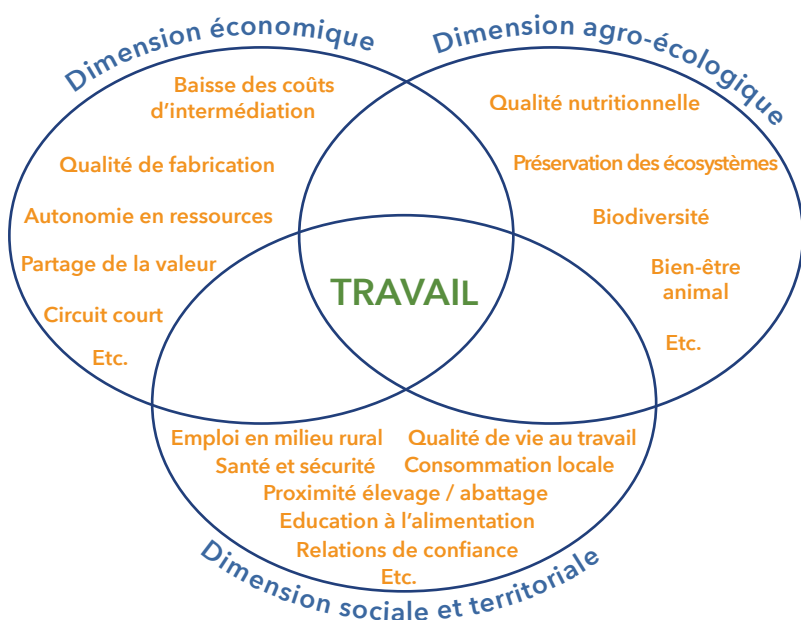 Dimension économique
Baisse des coûts
d’intermédiation
Qualité de fabrication
Autonomie en ressources
Partage de la valeur
Circuit court
Etc.
Dimension agro-écologique
Qualité nutritionnelle
Préservation des écosystèmes
Biodiversité
Bien-être
animal
Etc.
TRAVAIL
Emploi en milieu rural
Qualité de vie au travail
Santé et sécurité
Consommation locale
Proximité élevage / abattage
Education à l’alimentation
Relations de confiance
Etc.
Dimension sociale et territoriale